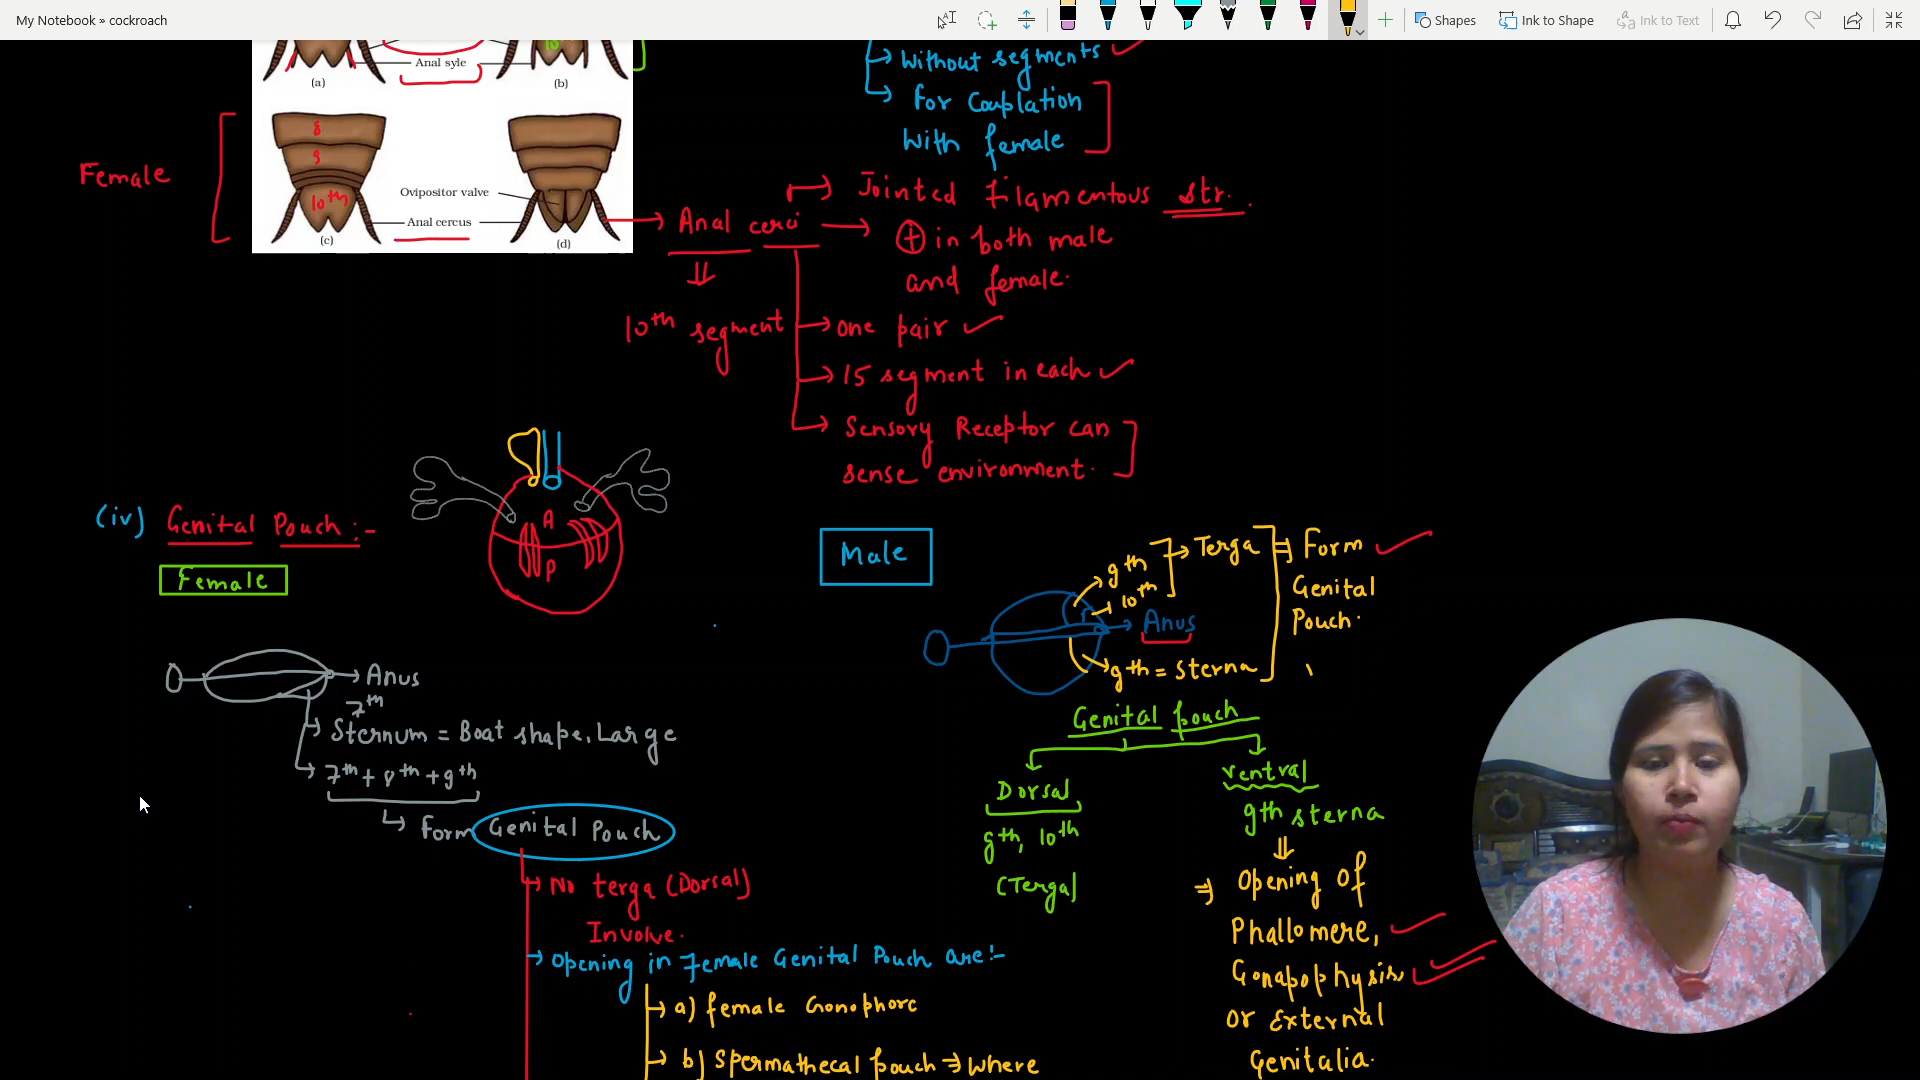 My Notebook » cockroach
Shapes
Ink to Shape
Ink to Text
Anal syle
(a)
(b)
10
Without segments
for Couplation
with female
Female
8
9
10th
Ovipositor valve
Anal cercus
(c)
(d)
Anal cerci
10th segment
Jointed Filamentous str.
+ in both male
and female.
one pair
15 segment in each
Sensory Receptor can
sense environment.
(iv) Genital Pouch :-
Female
A
P
Anus
7th
Sternum = Boat shape, Large
7th + 8th + 9th
Form Genital Pouch
No terga (Dorsal)
Involve.
Opening in Female Genital Pouch are:-
a) female Gonophore
b) Spermathecal Pouch ⇒ Where
Male
9th
10th
Terga
Form
Genital
Pouch.
Anus
9th = Sterna
Genital pouch
Dorsal
9th, 10th
(Terga)
ventral
9th sterna
⇒ Opening of
Phallomere,
Gonapophysis
or External
Genitalia.